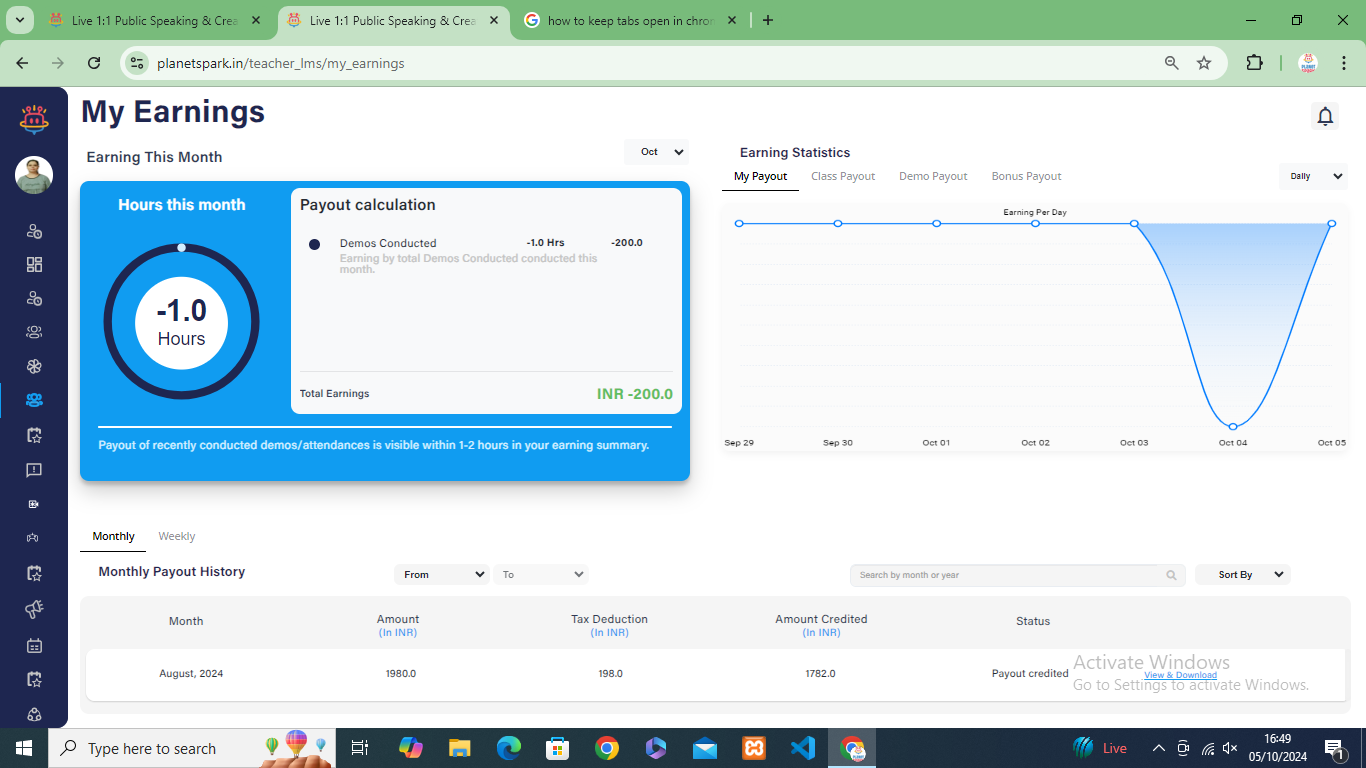 Live 1:1 Public Speaking & Crea
Live 1:1 Public Speaking & Crea
how to keep tabs open in chron
planetspark.in/teacher_lms/my_earnings
My Earnings
Earning This Month
Oct
Hours this month
-1.0
Hours
Payout calculation
Demos Conducted -1.0 Hrs -200.0
Earning by total Demos Conducted conducted this
month.
Total Earnings INR -200.0
Payout of recently conducted demos/attendances is visible within 1-2 hours in your earning summary.
Earning Statistics
My Payout Class Payout Demo Payout Bonus Payout
Daily
Earning Per Day
Sep 29 Sep 30 Oct 01 Oct 02 Oct 03 Oct 04 Oct 05
Monthly Weekly
Monthly Payout History From To Search by month or year Sort By
Month Amount Tax Deduction Amount Credited Status
(In INR) (In INR) (In INR)
August, 2024 1980.0 198.0 1782.0 Payout credited View & Download
Activate Windows
Go to Settings to activate Windows.
Type here to search
Live
16:49
05/10/2024
1